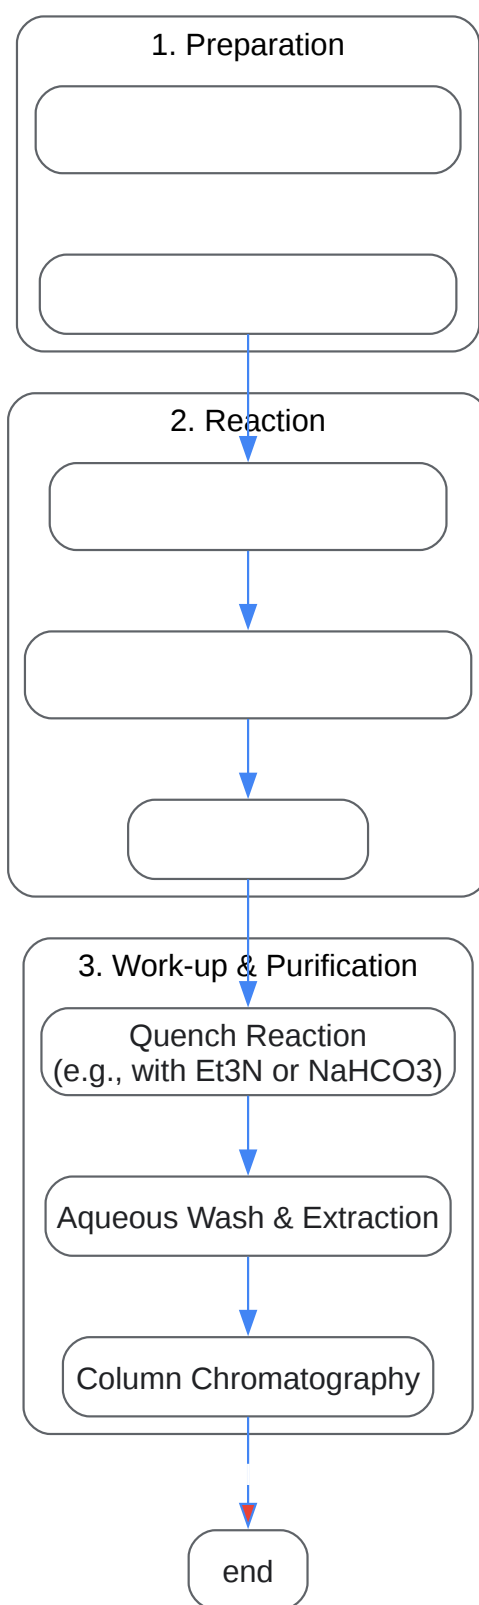 1. Preparation
2. Reaction
3. Work-up & Purification
Quench Reaction
(e.g., with Et3N or NaHCO3)
Aqueous Wash & Extraction
Column Chromatography
end